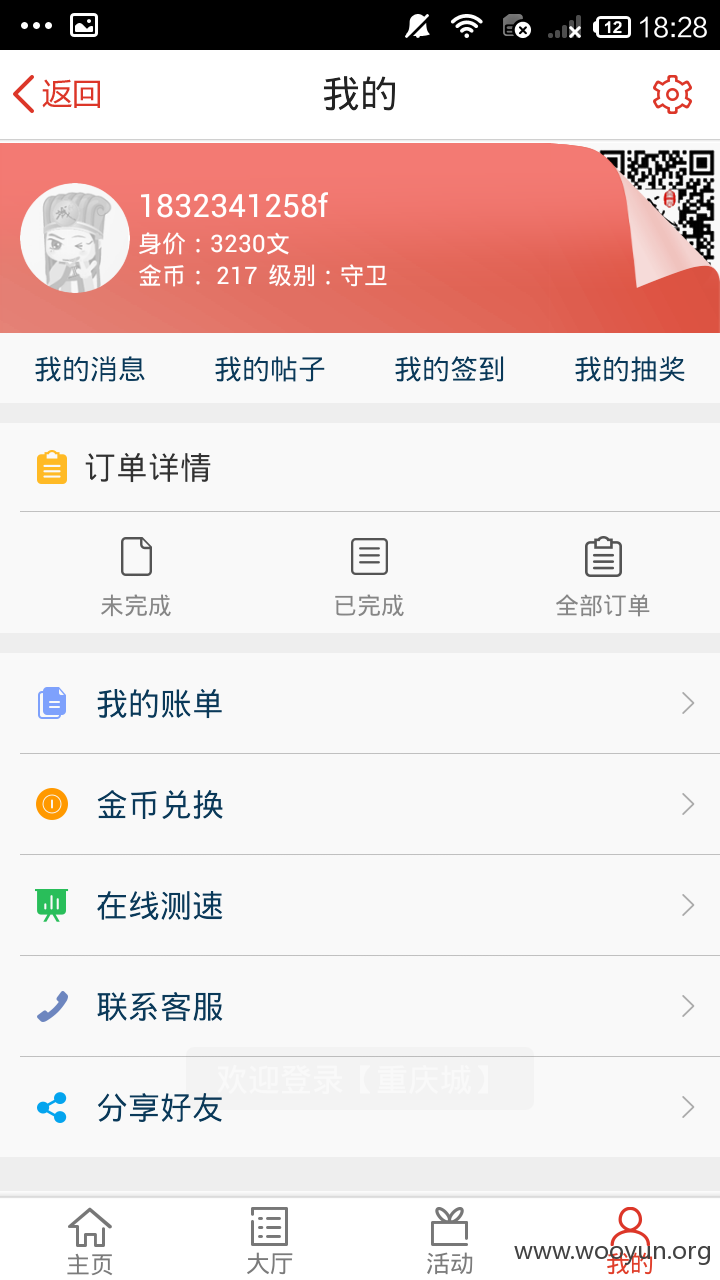 12 18:28
返回 我的
1832341258f
身价：3230文
金币： 217 级别：守卫
我的消息 我的帖子 我的签到 我的抽奖
订单详情
未完成 已完成 全部订单
我的账单
金币兑换
在线测速
联系客服
欢迎登录【重庆城】
分享好友
主页 大厅 活动 我的
www.wooyun.org